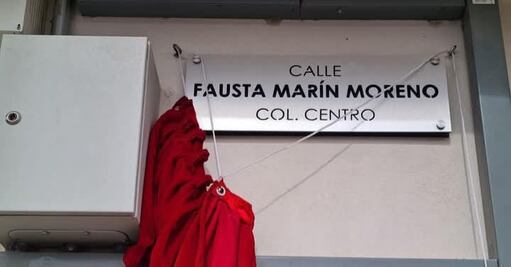 CALLE
FAUSTA MARÍN MORENO
COL. CENTRO